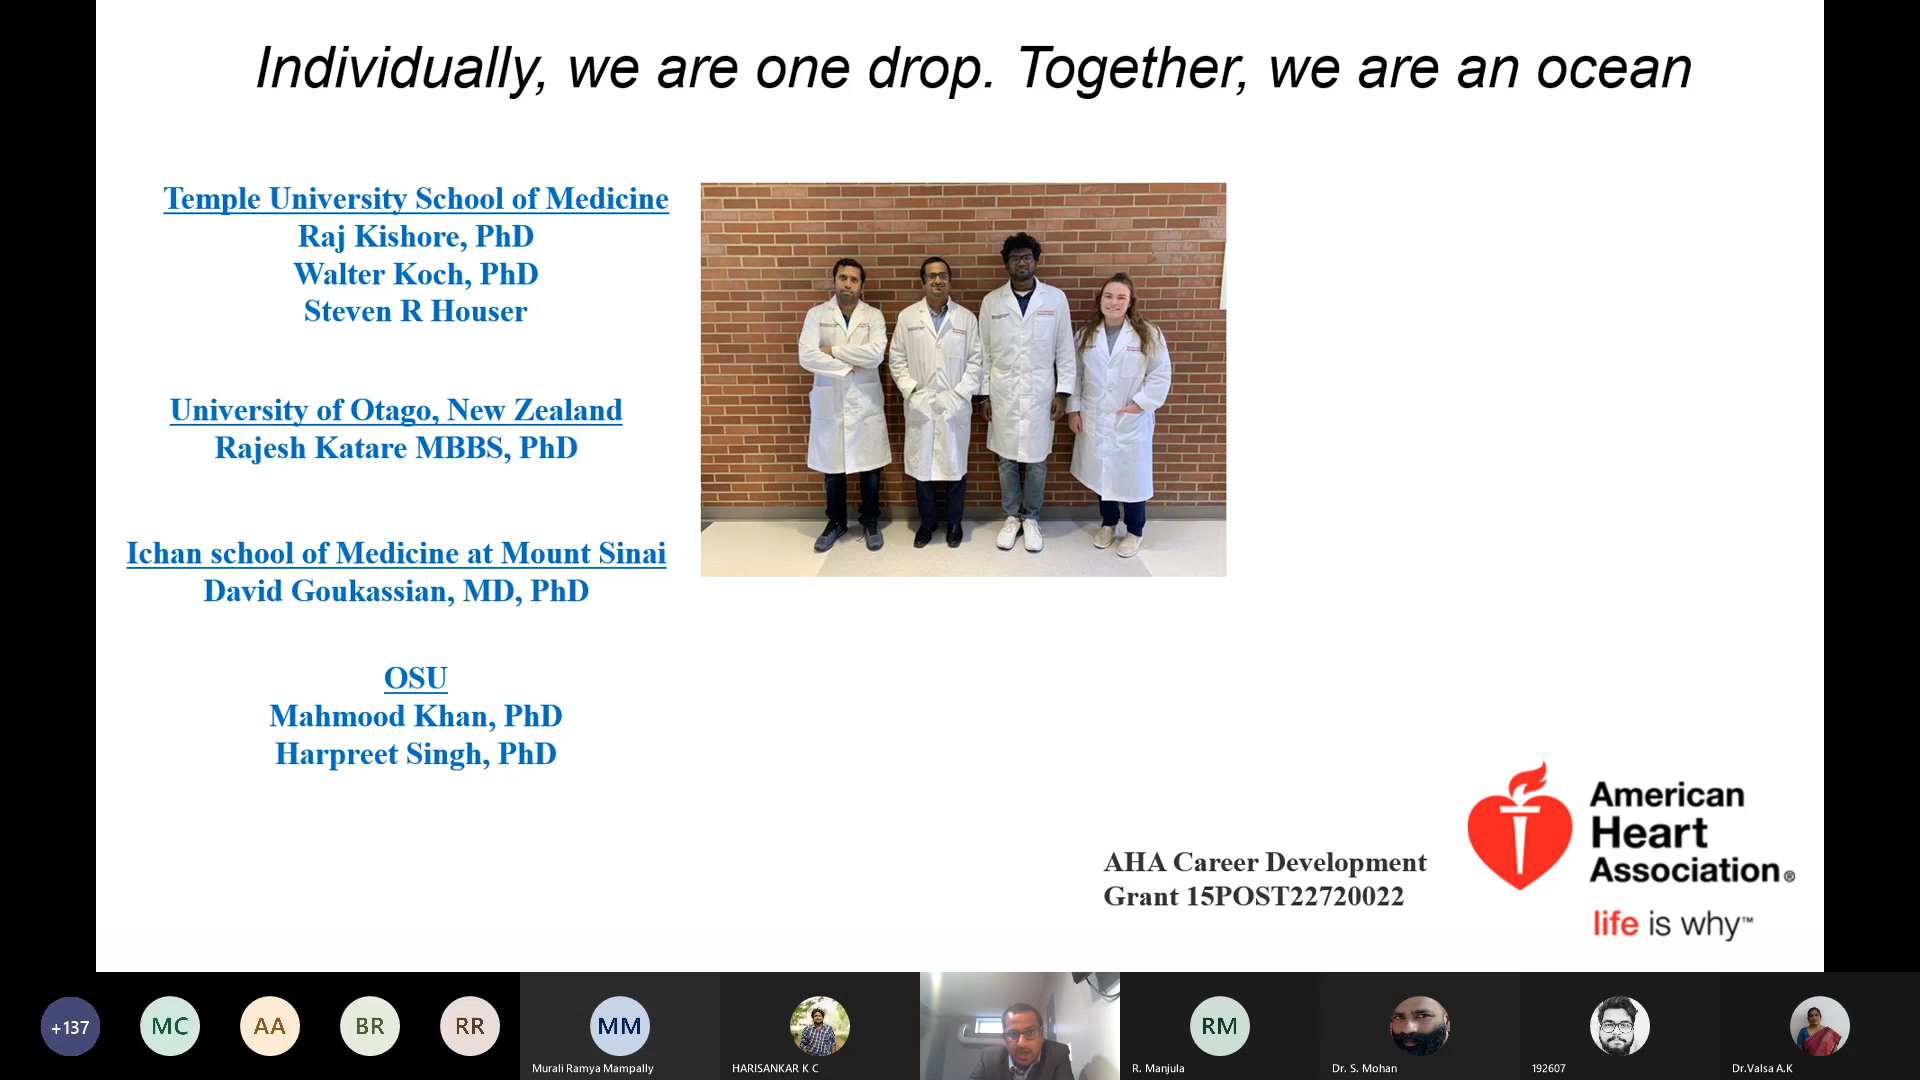 Individually, we are one drop. Together, we are an ocean
Temple University School of Medicine
Raj Kishore, PhD
Walter Koch, PhD
Steven R Houser
University of Otago, New Zealand
Rajesh Katare MBBS, PhD
Ichan school of Medicine at Mount Sinai
David Goukassian, MD, PhD
OSU
Mahmood Khan, PhD
Harpreet Singh, PhD
AHA Career Development
Grant 15POST22720022
American
Heart
Association®
life is why™
+137
MC
AA
BR
RR
MM
Murali Ramya Mampally
HARISANKAR K C
RM
R. Manjula
Dr. S. Mohan
192607
Dr.Valsa A.K